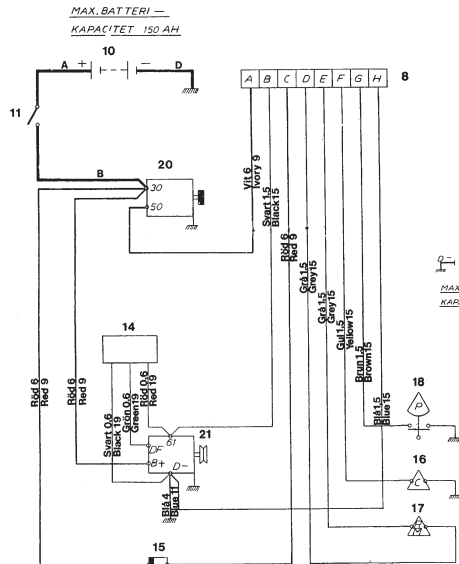 MAX. BATTERI —
KAPACITET 150 AH
10
A + — D
11
B
20
30
50
A B C D E F G H
8
Vit 6
Ivory 9
Svart 1,5
Black 15
Röd 6
Red 9
Grå 1,5
Grey 15
Grå 1,5
Grey 15
Gul 1,5
Yellow 15
Brun 1,5
Brown 15
Blå 1,5
Blue 15
D-
MAX
KAP
14
Röd 6
Red 9
Röd 6
Red 9
Svart 0,6
Black 19
Grön 0,6
Green 19
Röd 0,6
Red 19
21
61
DF
B+
D-
Blå 4
Blue 11
18
P
16
C
17
15